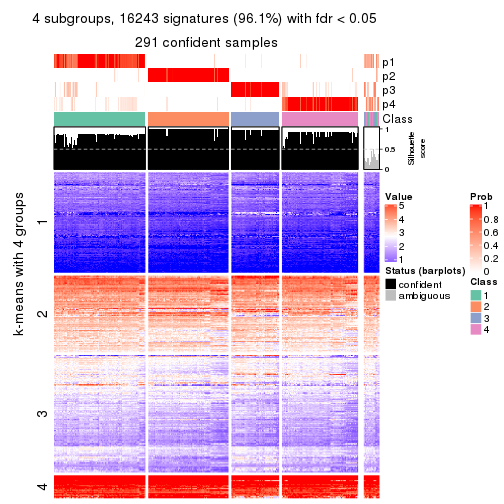 4 subgroups, 16243 signatures (96.1%) with fdr < 0.05
291 confident samples
p1
p2
p3
p4
Class
1
0.5
0
Silhouette
score
k-means with 4 groups
1
2
3
4
Value
5
4
3
2
1
Status (barplots)
confident
ambiguous
Prob
1
0.8
0.6
0.4
0.2
0
Class
1
2
3
4